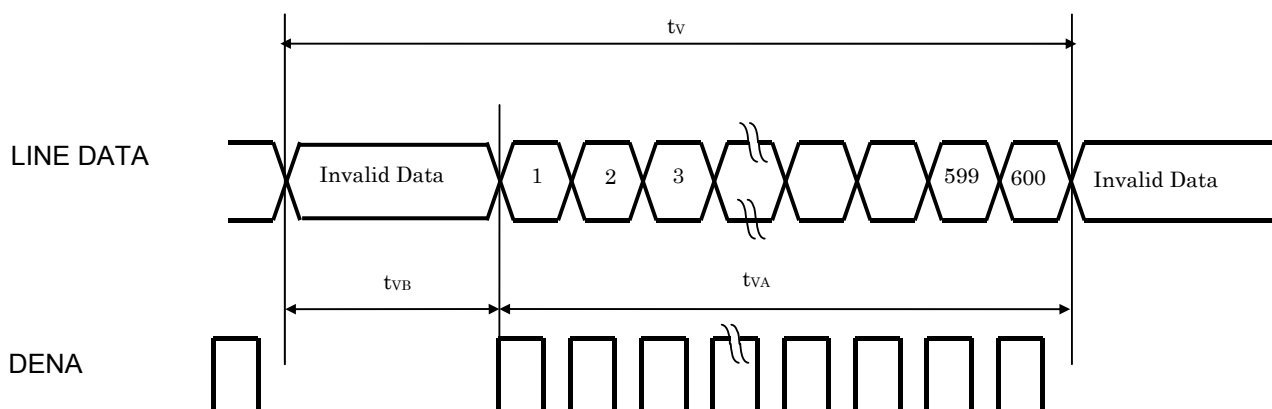 tV
LINE DATA
Invalid Data
1 2 3 599 600
Invalid Data
tVB
tVA
DENA